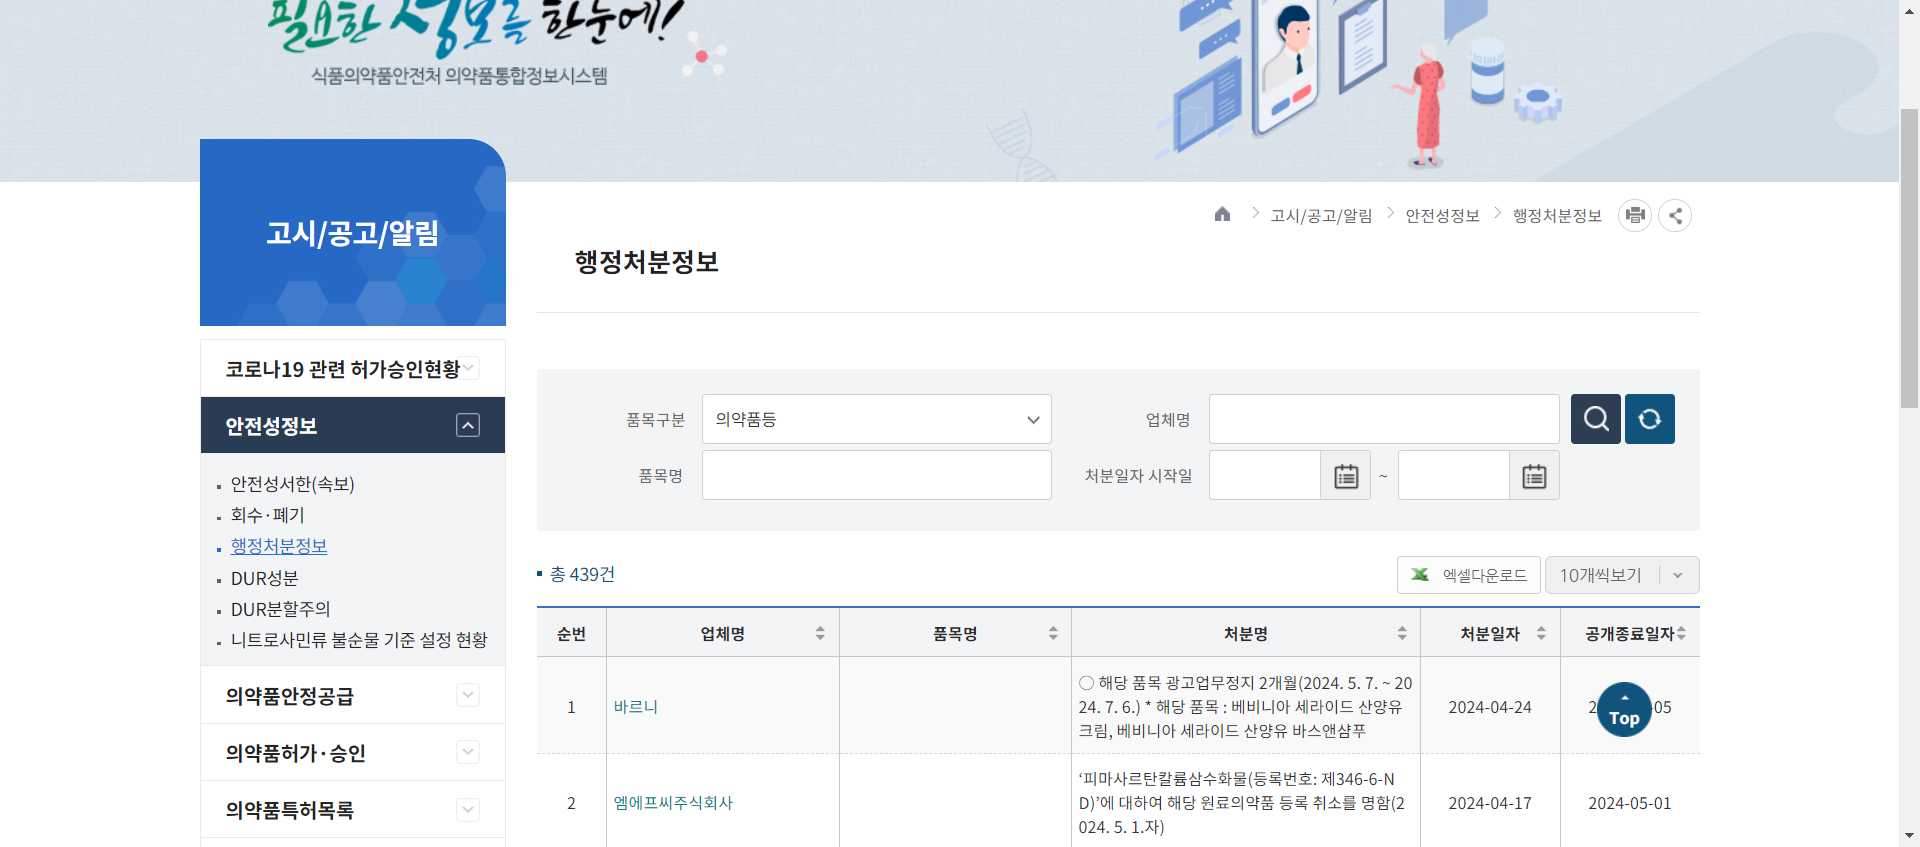 필요한 정보를 한눈에!
식품의약품안전처 의약품통합정보시스템
고시/공고/알림
고시/공고/알림
안전성정보
행정처분정보
행정처분정보
코로나19 관련 허가승인현황
안전성정보
안전성서한(속보)
회수·폐기
행정처분정보
DUR성분
DUR분할주의
니트로사민류 불순물 기준 설정 현황
의약품안정공급
의약품허가·승인
의약품특허목록
품목구분
의약품등
업체명
품목명
처분일자 시작일
~
총 439건
엑셀다운로드
10개씩보기
순번 업체명 품목명 처분명 처분일자 공개종료일자
1
바르니
○ 해당 품목 광고업무정지 2개월(2024. 5. 7. ~ 20
24. 7. 6.) * 해당 품목 : 베비니아 세라이드 산양유
크림, 베비니아 세라이드 산양유 바스앤샴푸
2024-04-24
Top
2
엠에프씨주식회사
‘피마사르탄칼륨삼수화물(등록번호: 제346-6-N
D)’에 대하여 해당 원료의약품 등록 취소를 명함(2
024. 5. 1.자)
2024-04-17
2024-05-01